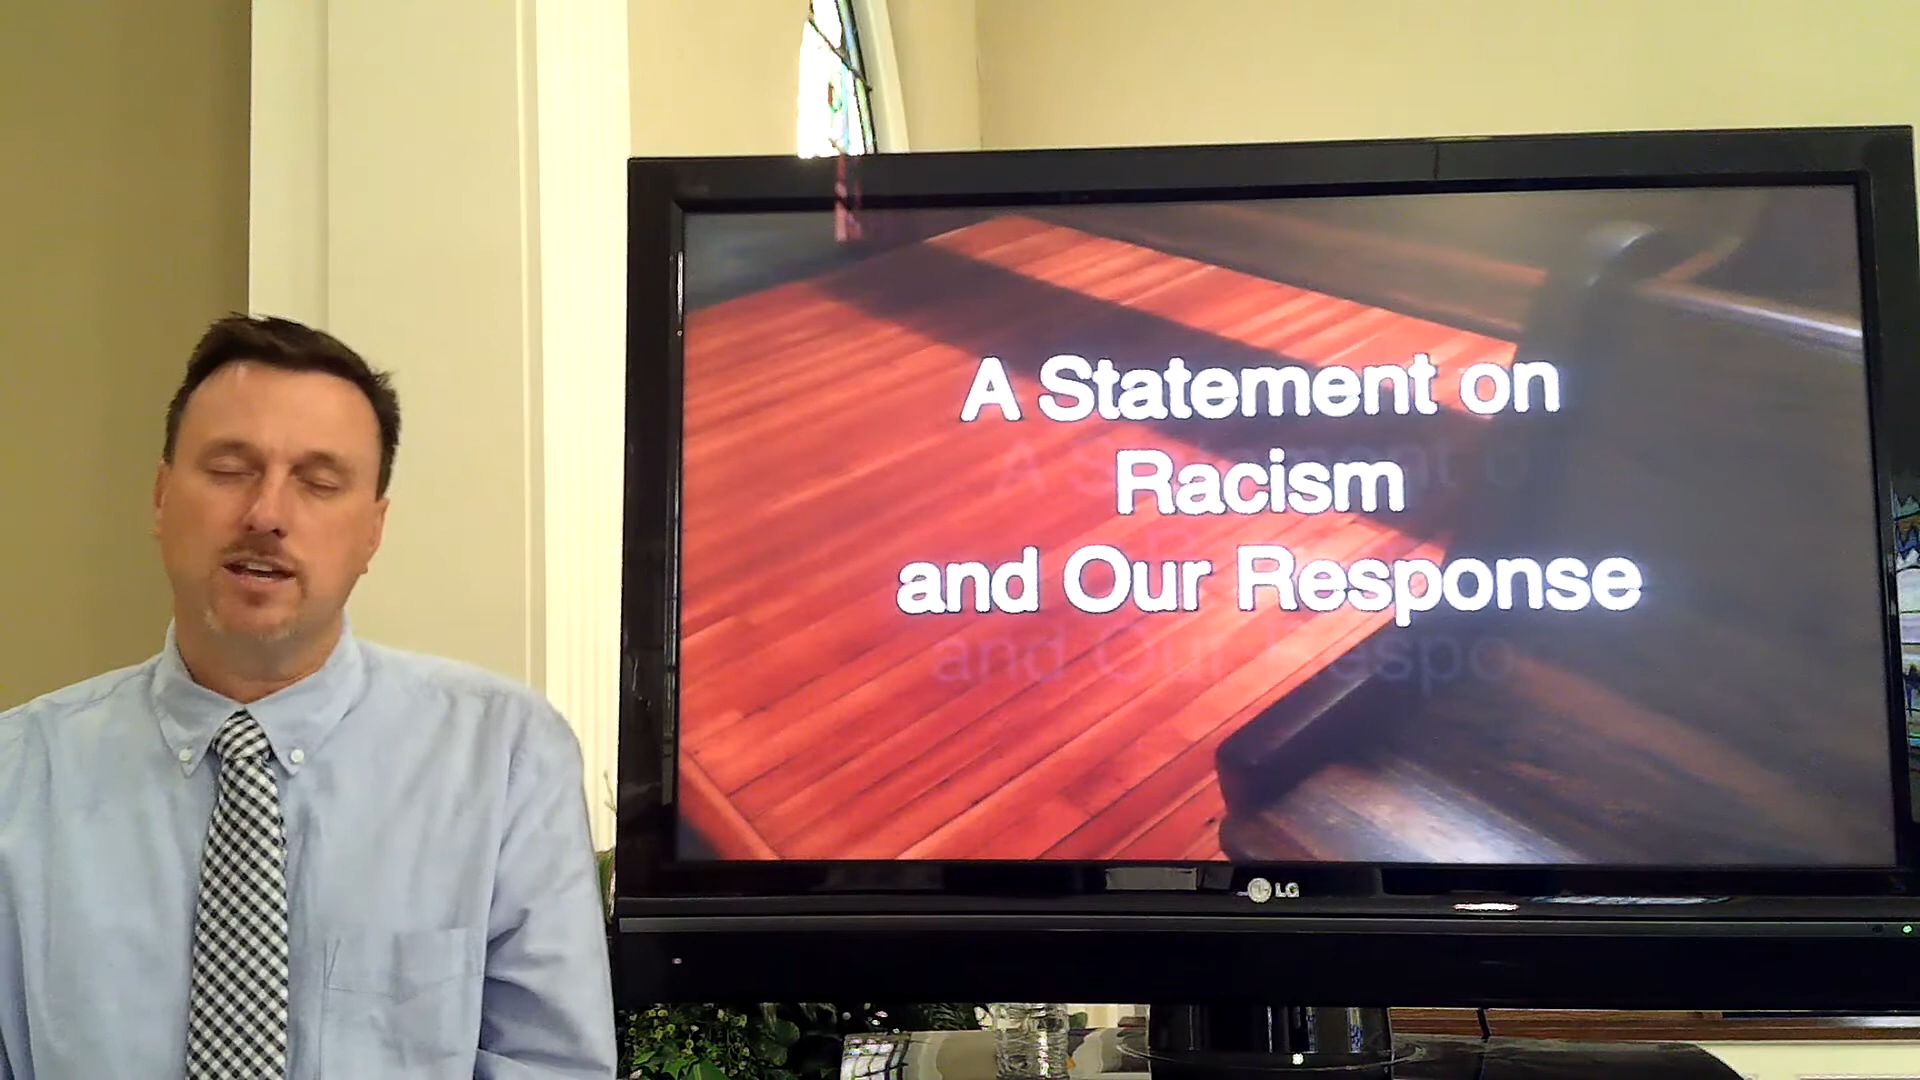 A Statement on
Racism
and Our Response
LG